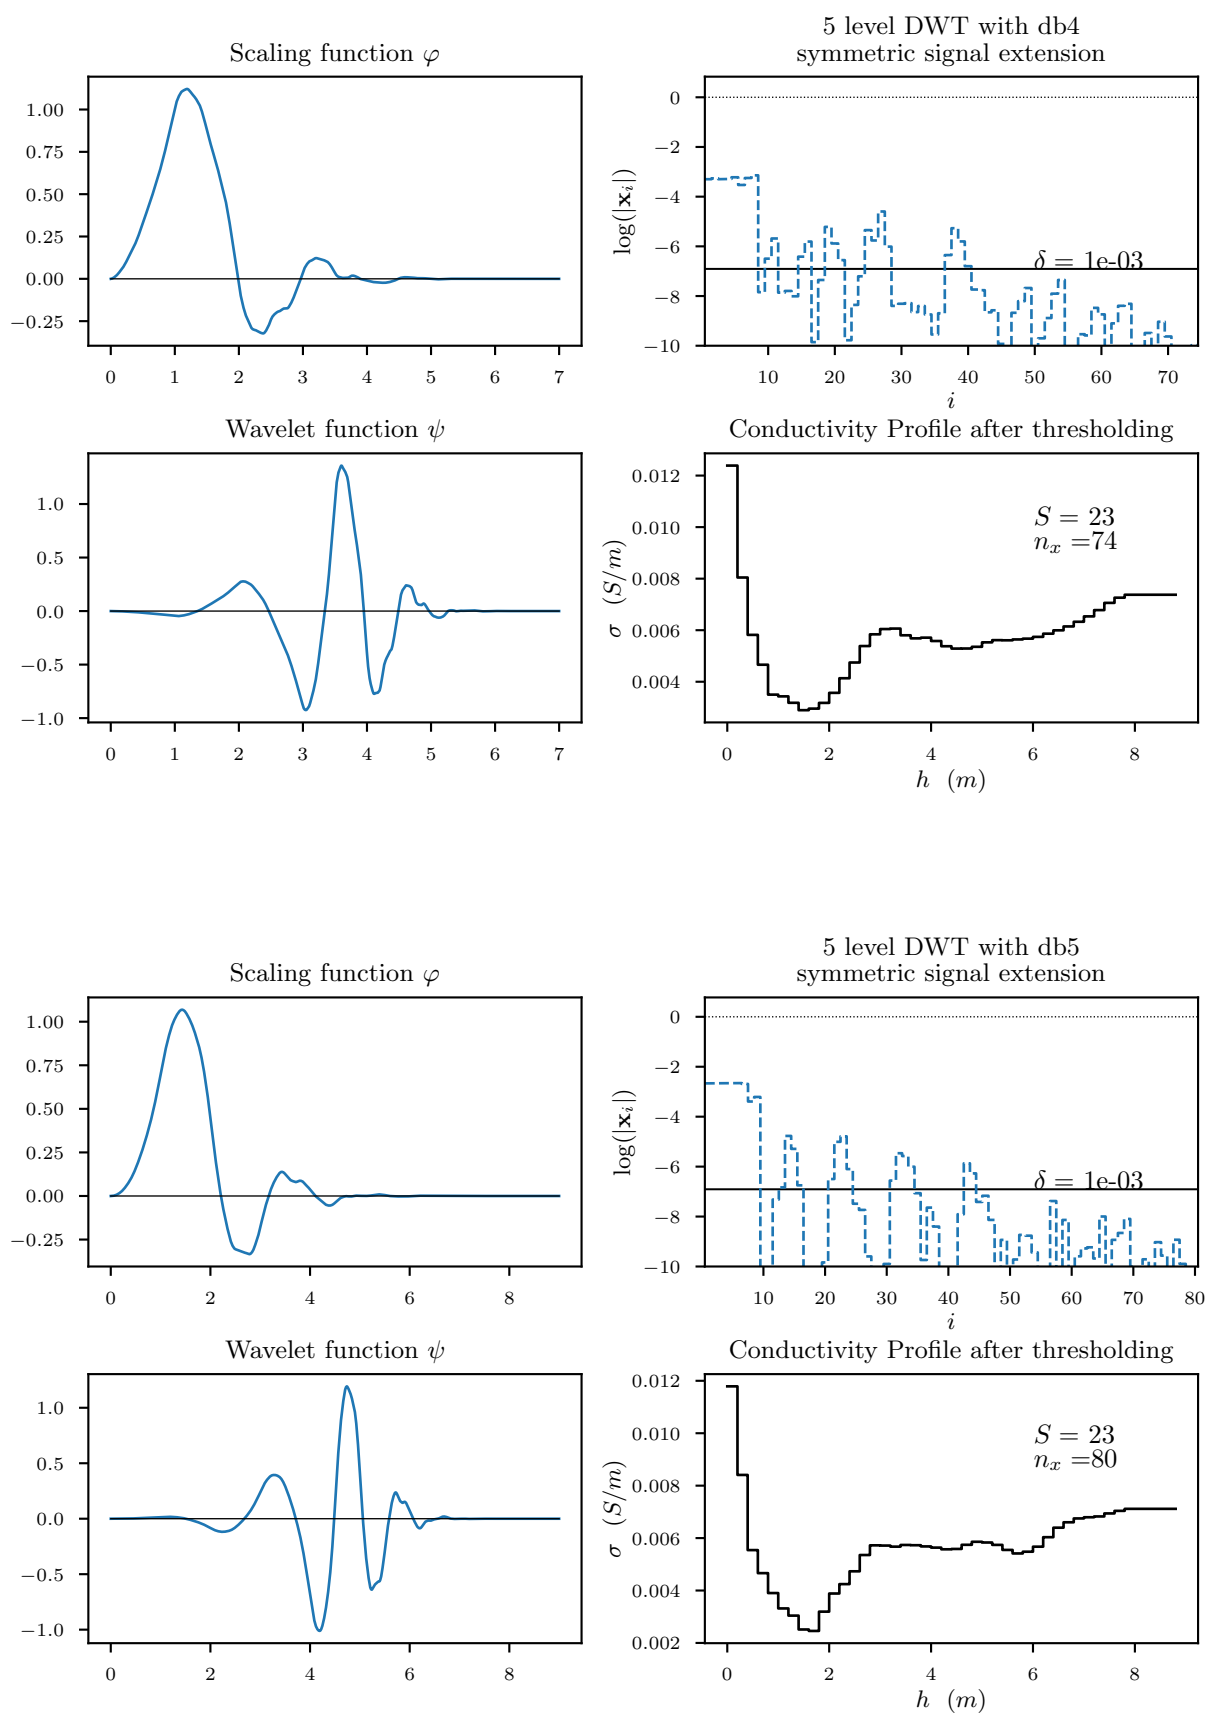 Scaling function φ
1.00
0.75
0.50
0.25
0.00
−0.25
0 1 2 3 4 5 6 7
5 level DWT with db4
symmetric signal extension
log(|𝐱ᵢ|)
0
−2
−4
−6
−8
−10
δ = 1e-03
10 20 30 40 50 60 70
i
Wavelet function ψ
1.0
0.5
0.0
−0.5
−1.0
0 1 2 3 4 5 6 7
Conductivity Profile after thresholding
σ (S/m)
0.012
0.010
0.008
0.006
0.004
S = 23
nₓ =74
0 2 4 6 8
h (m)
Scaling function φ
1.00
0.75
0.50
0.25
0.00
−0.25
0 2 4 6 8
5 level DWT with db5
symmetric signal extension
log(|𝐱ᵢ|)
0
−2
−4
−6
−8
−10
δ = 1e-03
10 20 30 40 50 60 70 80
i
Wavelet function ψ
1.0
0.5
0.0
−0.5
−1.0
0 2 4 6 8
Conductivity Profile after thresholding
σ (S/m)
0.012
0.010
0.008
0.006
0.004
0.002
S = 23
nₓ =80
0 2 4 6 8
h (m)